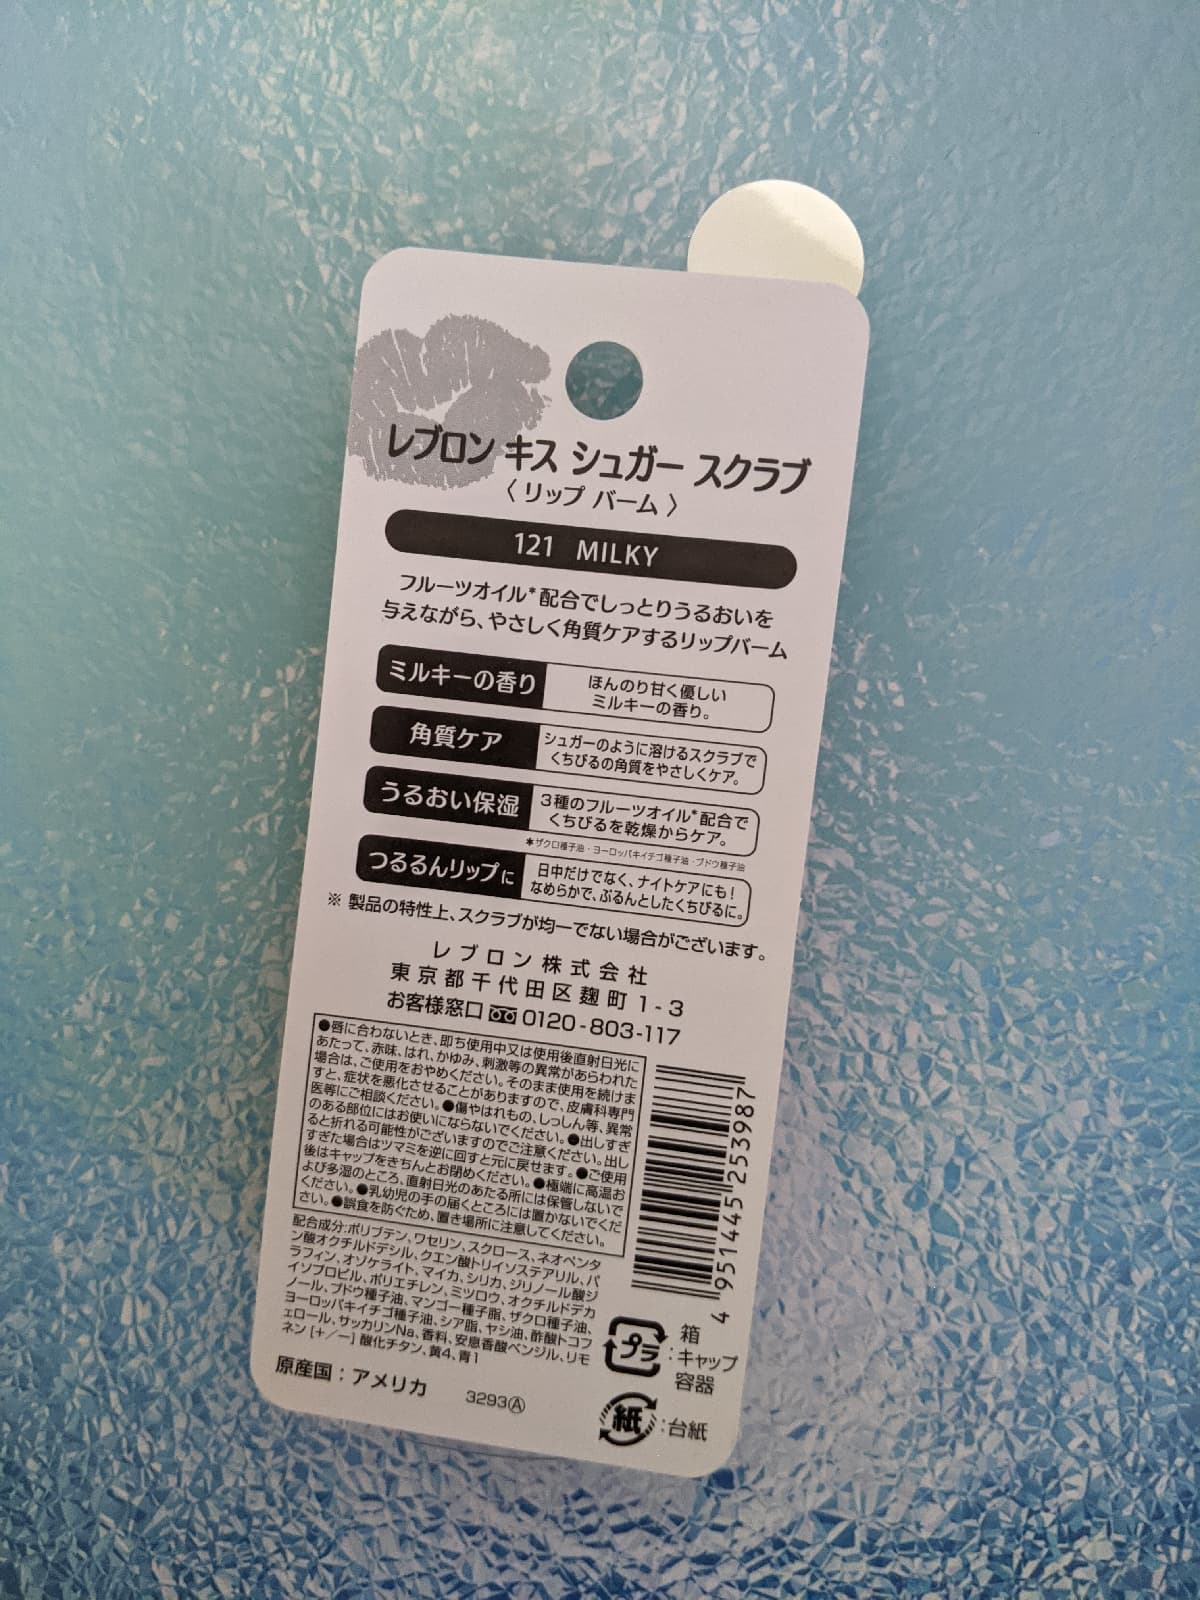 レブロン キス シュガー スクラブ
〈 リップ バーム 〉
121 MILKY
フルーツオイル*配合でしっとりうるおいを
与えながら、やさしく角質ケアするリップバーム
ミルキーの香り
ほんのり甘く優しい
ミルキーの香り。
角質ケア
シュガーのように溶けるスクラブで
くちびるの角質をやさしくケア。
うるおい保湿
3種のフルーツオイル*配合で
くちびるを乾燥からケア。
*ザクロ種子油・ヨーロッパキイチゴ種子油・ブドウ種子油
つるるんリップに
日中だけでなく、ナイトケアにも!
なめらかで、ぷるんとしたくちびるに。
※ 製品の特性上、スクラブが均一でない場合がございます。
レブロン株式会社
東京都千代田区麹町 1-3
お客様窓口 0120-803-117
●唇に合わないとき、即ち使用中又は使用後直射日光に
あたって、赤味、はれ、かゆみ、刺激等の異常があらわれた
場合は、ご使用をおやめください。そのまま使用を続けま
すと、症状を悪化させることがありますので、皮膚科専門
医等にご相談ください。●傷やはれもの、しっしん等、異常
のある部位にはお使いにならないでください。●出しすぎ
ると折れる可能性がございますのでご注意ください。出し
すぎた場合はツマミを逆に回すと元に戻せます。●ご使用
後はキャップをきちんとお閉めください。●極端に高温お
よび多湿のところ、直射日光のあたる所には保管しないで
ください。●乳幼児の手の届くところには置かないでくだ
さい。●誤食を防ぐため、置き場所に注意してください。
配合成分:ポリブテン、ワセリン、スクロース、ネオペンタ
ン酸オクチルドデシル、クエン酸トリイソステアリル、パ
ラフィン、オゾケライト、マイカ、シリカ、ジリノール酸ジ
イソプロピル、ポリエチレン、ミツロウ、オクチルドデカ
ノール、ブドウ種子油、マンゴー種子脂、ザクロ種子油、
ヨーロッパキイチゴ種子油、シア脂、ヤシ油、酢酸トコフ
ェロール、サッカリンNa、香料、安息香酸ベンジル、リモ
ネン [+/−] 酸化チタン、黄4、青1
原産国：アメリカ
3293Ⓐ
4 951445 253987
プラ
箱
:キャップ
容器
紙 :台紙